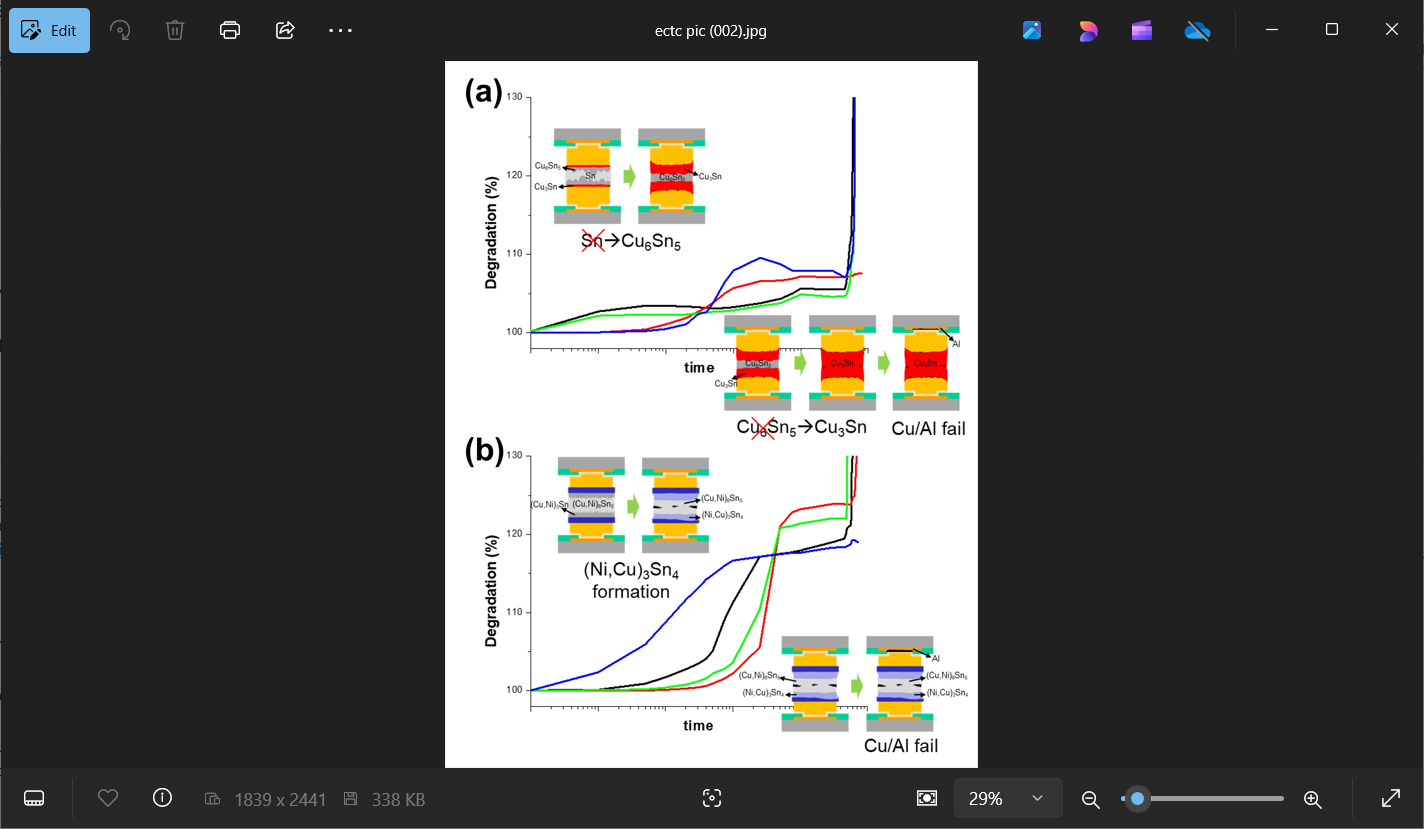 Edit
ectc pic (002).jpg
(a)
130
120
110
100
Degradation (%)
time
Cu₆Sn₅
Sn
Cu₃Sn
Cu₆Sn₅
Cu₃Sn
Sn→Cu₆Sn₅
Cu₆Sn₅
Cu₃Sn
Cu₃Sn
Cu₃Sn
Al
Cu₆Sn₅→Cu₃Sn
Cu/Al fail
(b)
130
120
110
100
Degradation (%)
time
(Cu,Ni)₃Sn
(Cu,Ni)₆Sn₅
(Cu,Ni)₆Sn₅
(Ni,Cu)₃Sn₄
(Ni,Cu)₃Sn₄
formation
(Cu,Ni)₆Sn₅
(Ni,Cu)₃Sn₄
Al
(Cu,Ni)₆Sn₅
(Ni,Cu)₃Sn₄
Cu/Al fail
1839 x 2441
338 KB
29%